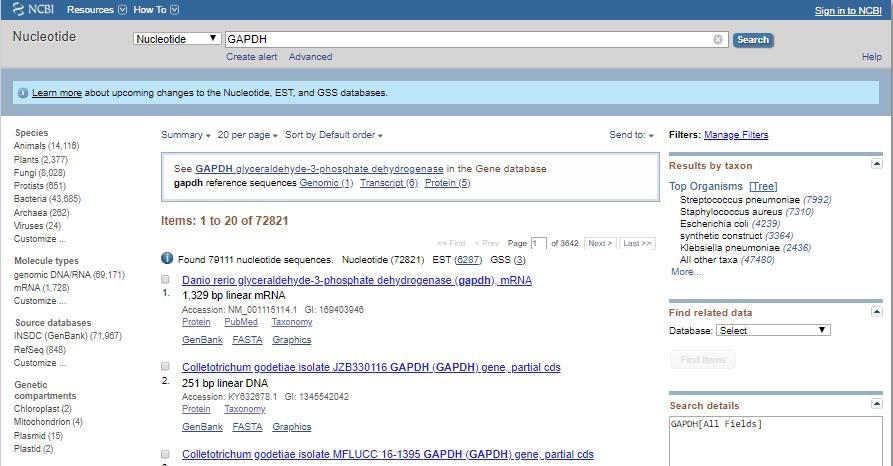 NCBI Resources How To Sign in to NCBI
Nucleotide Nucleotide GAPDH Search
Create alert Advanced Help
Learn more about upcoming changes to the Nucleotide, EST, and GSS databases.
Species
Animals (14,116)
Plants (2,377)
Fungi (8,028)
Protists (651)
Bacteria (43,685)
Archaea (262)
Viruses (24)
Customize ...
Molecule types
genomic DNA/RNA (69,171)
mRNA (1,728)
Customize ...
Source databases
INSDC (GenBank) (71,967)
RefSeq (848)
Customize ...
Genetic
compartments
Chloroplast (2)
Mitochondrion (4)
Plasmid (15)
Plastid (2)
Summary 20 per page Sort by Default order Send to:
See GAPDH glyceraldehyde-3-phosphate dehydrogenase in the Gene database
gapdh reference sequences Genomic (1) Transcript (6) Protein (5)
Items: 1 to 20 of 72821
<< First < Prev Page 1 of 3642 Next > Last >>
Found 79111 nucleotide sequences. Nucleotide (72821) EST (6287) GSS (3)
Danio rerio glyceraldehyde-3-phosphate dehydrogenase (gapdh), mRNA
1. 1,329 bp linear mRNA
Accession: NM_001115114.1 GI: 169403946
Protein PubMed Taxonomy
GenBank FASTA Graphics
Colletotrichum godetiae isolate JZB330116 GAPDH (GAPDH) gene, partial cds
2. 251 bp linear DNA
Accession: KY632678.1 GI: 1345542042
Protein Taxonomy
GenBank FASTA Graphics
Colletotrichum godetiae isolate MFLUCC 16-1395 GAPDH (GAPDH) gene, partial cds
Filters: Manage Filters
Results by taxon
Top Organisms [Tree]
Streptococcus pneumoniae (7992)
Staphylococcus aureus (7310)
Escherichia coli (4239)
synthetic construct (3364)
Klebsiella pneumoniae (2436)
All other taxa (47480)
More...
Find related data
Database: Select
Find items
Search details
GAPDH[All Fields]